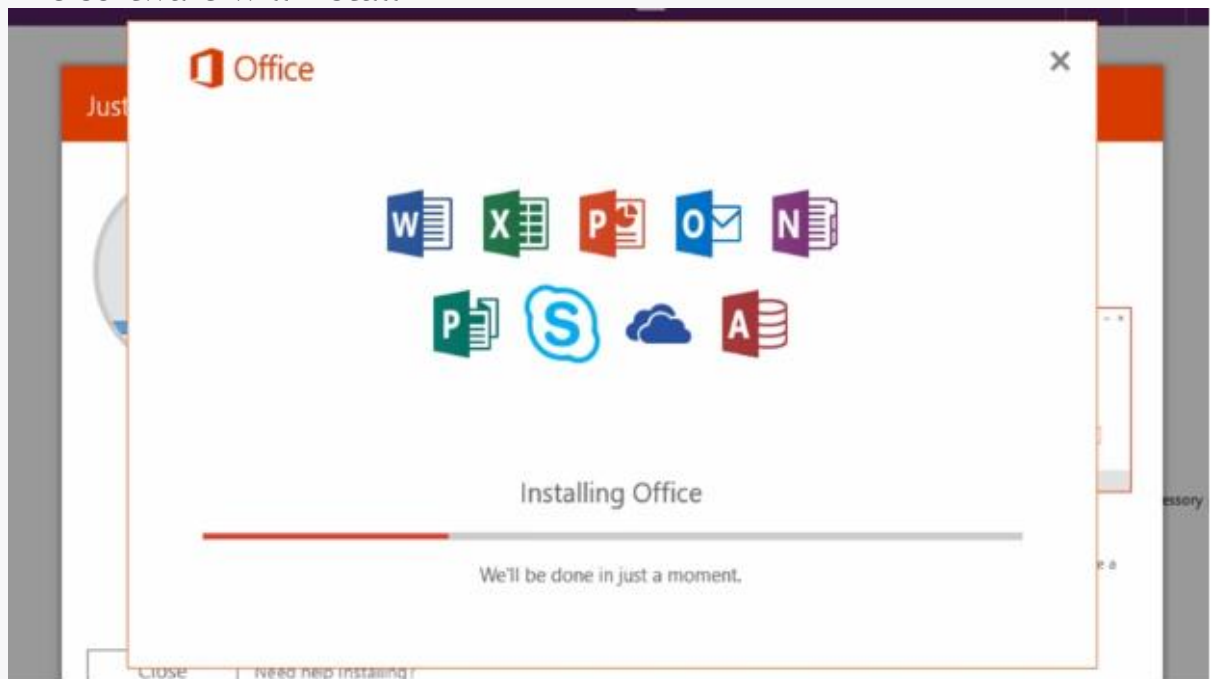 Office
Just
W X P O N
P S A
Installing Office
essory
We'll be done in just a moment.
e a
Close Need help installing?